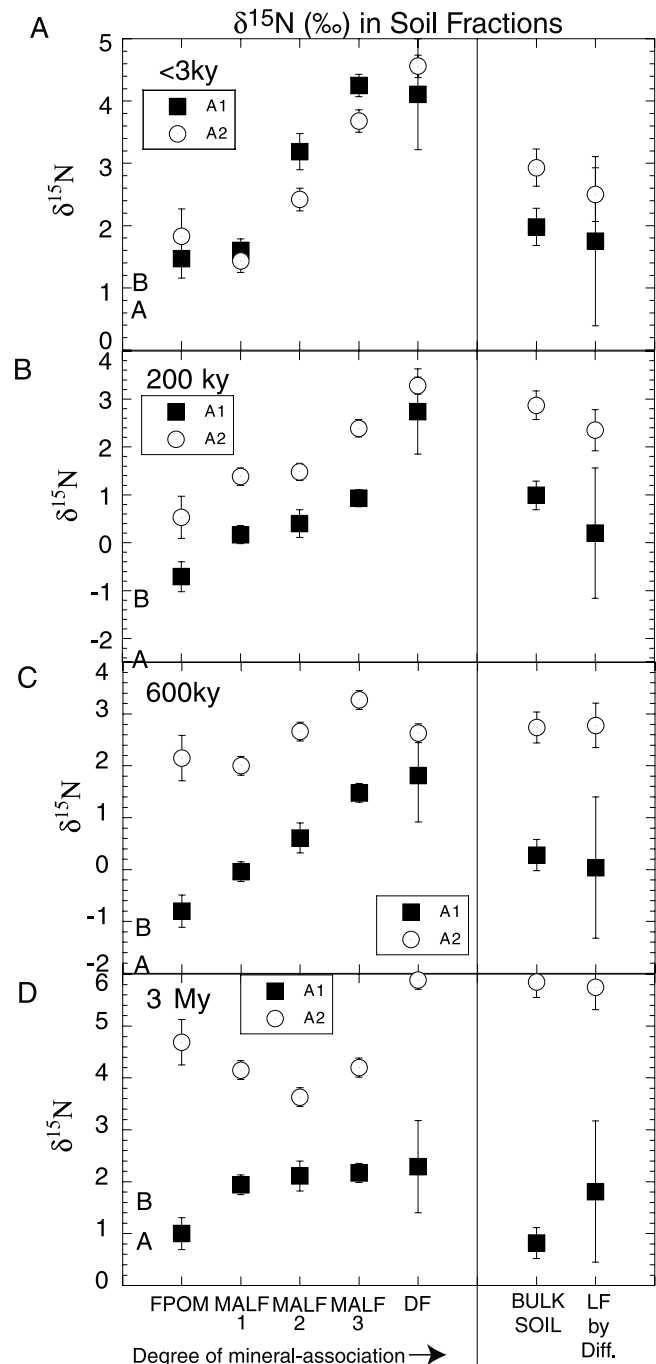 A
δ¹⁵N (‰) in Soil Fractions
<3ky
A1
A2
δ¹⁵N
5
4
3
2
1
0
B
A
B
200 ky
A1
A2
δ¹⁵N
4
3
2
1
0
-1
-2
B
A
C
600ky
A1
A2
δ¹⁵N
4
3
2
1
0
-1
-2
B
A
D
3 My
A1
A2
δ¹⁵N
6
5
4
3
2
1
0
B
A
FPOM MALF 1 MALF 2 MALF 3 DF BULK SOIL LF by Diff.
Degree of mineral-association →